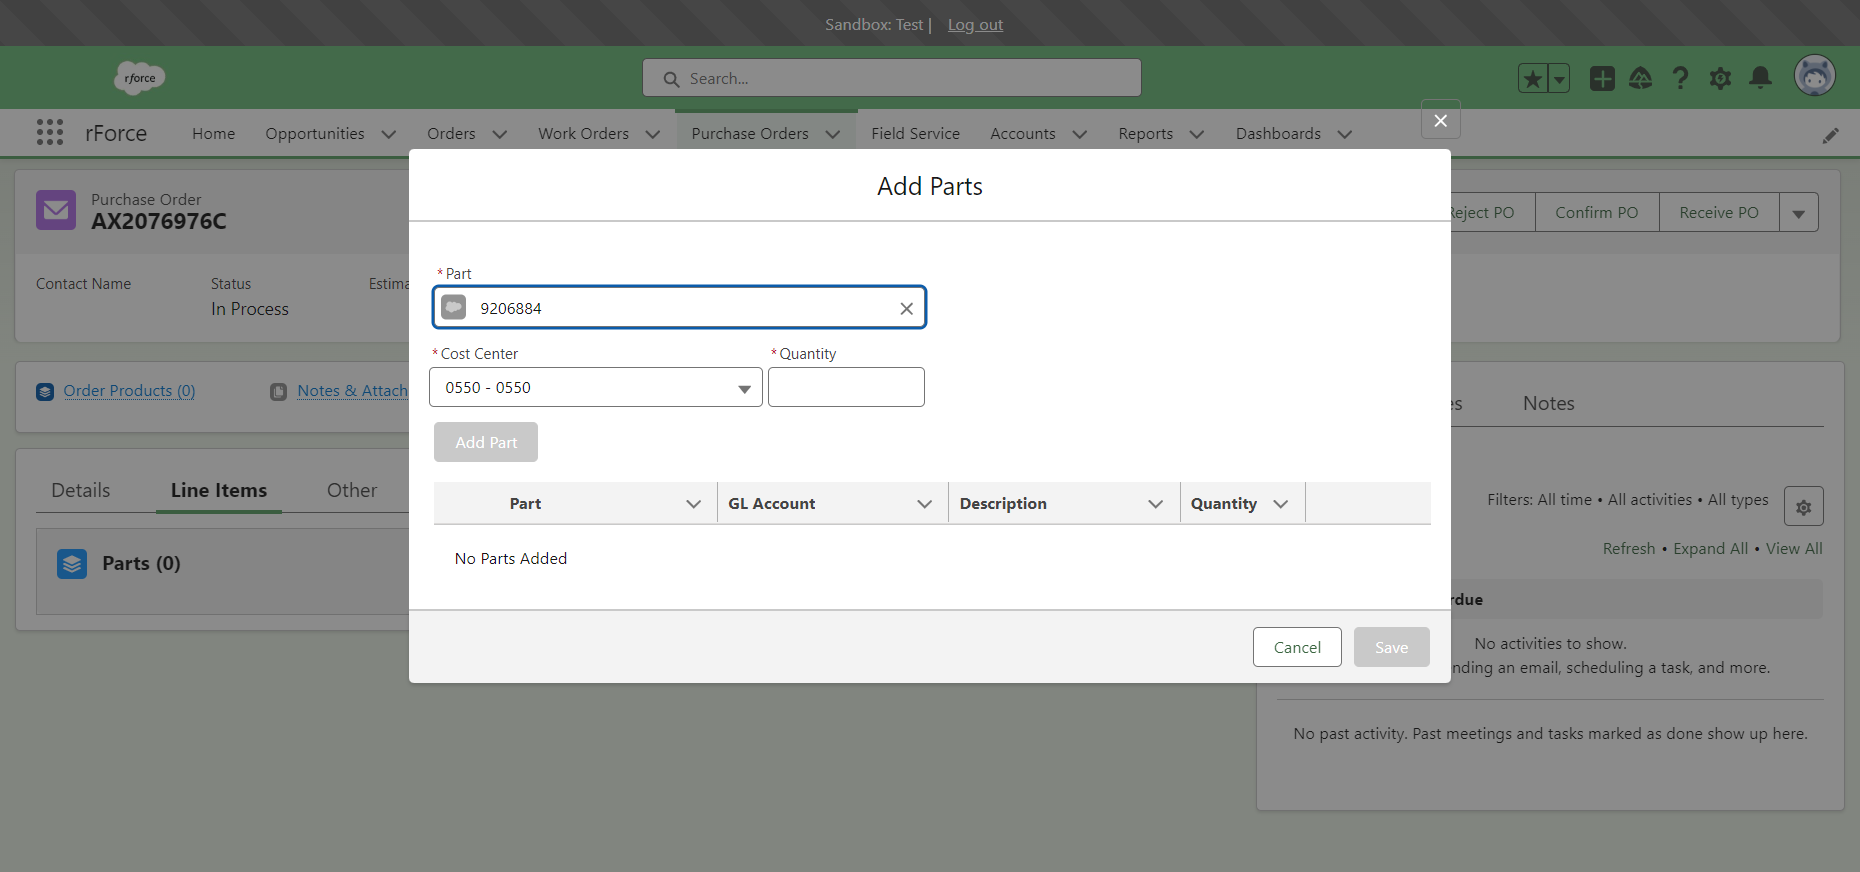 Sandbox: Test | Log out
rforce
Search...
rForce
Home
Opportunities
Orders
Work Orders
Purchase Orders
Field Service
Accounts
Reports
Dashboards
Add Parts
Purchase Order
AX2076976C
Reject PO
Confirm PO
Receive PO
Contact Name
Status
Estima
In Process
* Part
9206884
* Cost Center
* Quantity
0550 - 0550
Order Products (0)
Notes & Attach
es
Notes
Add Part
Details
Line Items
Other
Part
GL Account
Description
Quantity
Filters: All time • All activities • All types
Refresh • Expand All • View All
Parts (0)
No Parts Added
rdue
Cancel
Save
No activities to show.
nding an email, scheduling a task, and more.
No past activity. Past meetings and tasks marked as done show up here.